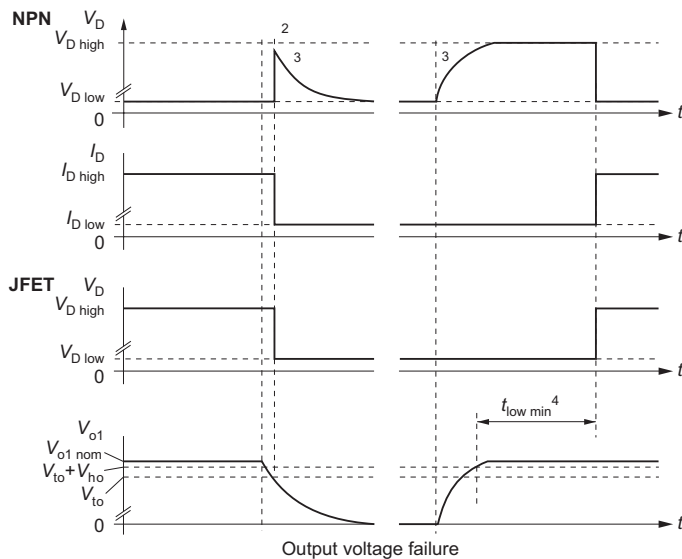 NPN
V_D
V_D high
2
3
3
V_D low
0
t
I_D
I_D high
I_D low
0
t
JFET
V_D
V_D high
V_D low
0
t
t_low min 4
V_o1
V_o1 nom
V_to + V_ho
V_to
0
t
Output voltage failure